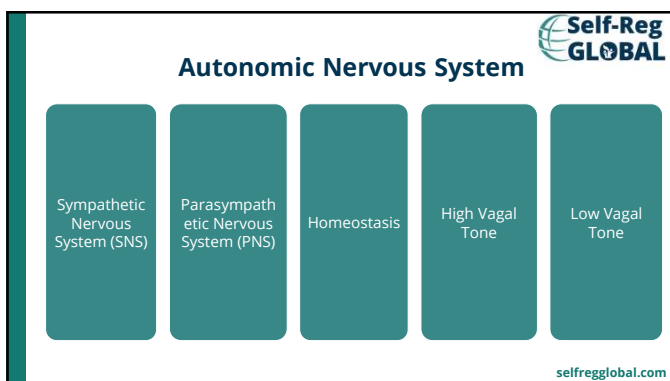 Self-Reg
GLOBAL
Autonomic Nervous System
Sympathetic
Nervous
System (SNS)
Parasympath
etic Nervous
System (PNS)
Homeostasis
High Vagal
Tone
Low Vagal
Tone
selfregglobal.com